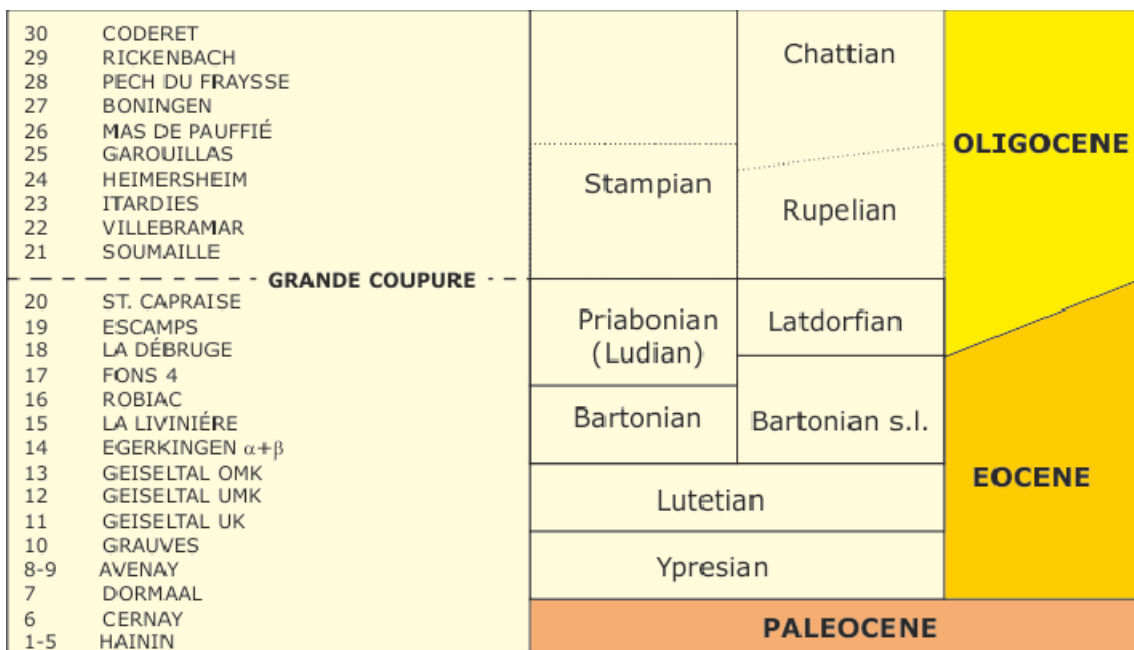 30 CODERET
29 RICKENBACH
28 PECH DU FRAYSSE
27 BONINGEN
26 MAS DE PAUFFIÉ
25 GAROUILLAS
24 HEIMERSHEIM
23 ITARDIES
22 VILLEBRAMAR
21 SOUMAILLE
GRANDE COUPURE
20 ST. CAPRAISE
19 ESCAMPS
18 LA DÉBRUGE
17 FONS 4
16 ROBIAC
15 LA LIVINIÉRE
14 EGERKINGEN α+β
13 GEISELTAL OMK
12 GEISELTAL UMK
11 GEISELTAL UK
10 GRAUVES
8-9 AVENAY
7 DORMAAL
6 CERNAY
1-5 HAININ
Stampian
Priabonian
(Ludian)
Bartonian
Chattian
Rupelian
Latdorfian
Bartonian s.l.
Lutetian
Ypresian
OLIGOCENE
EOCENE
PALEOCENE